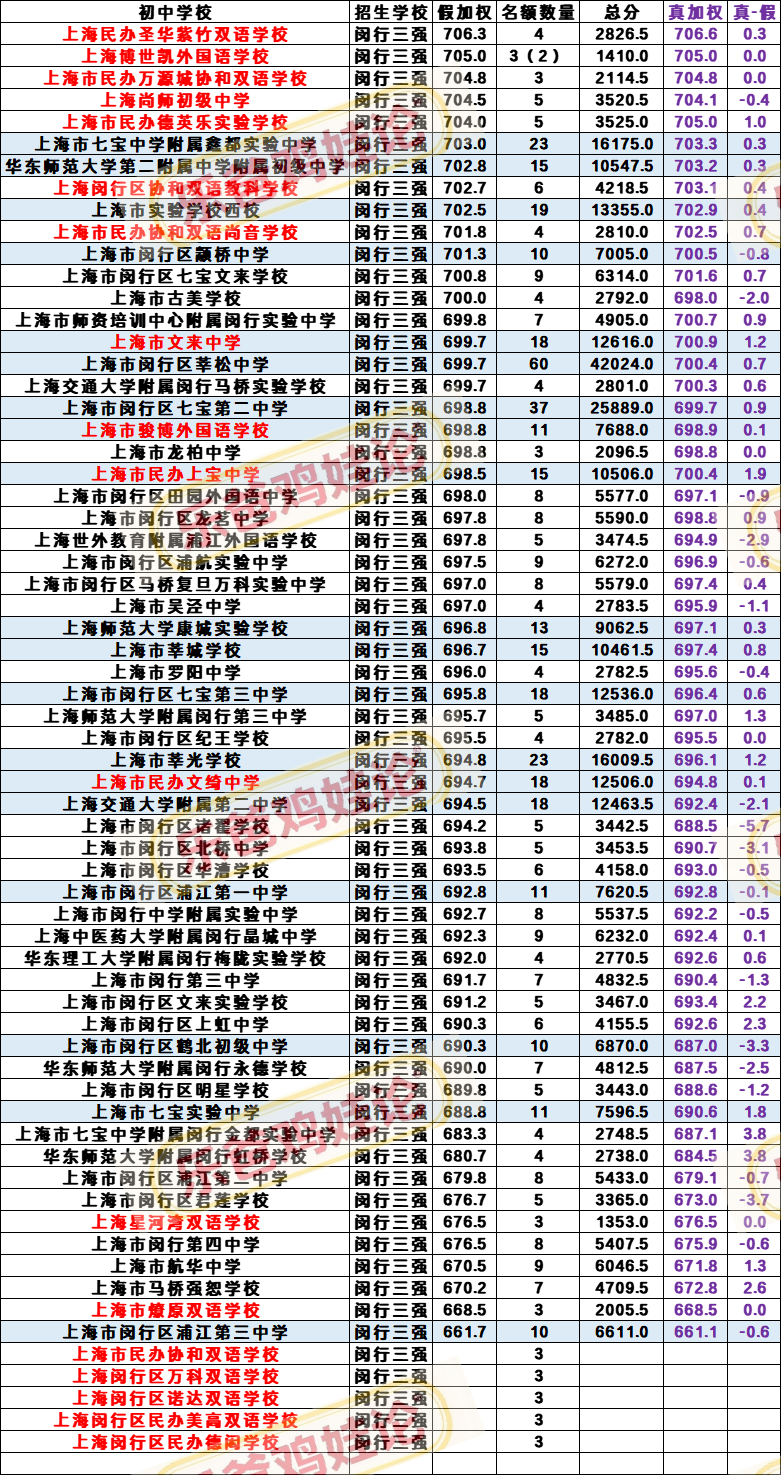 初中学校 招生学校 假加权 名额数量 总分 真加权 真-假
上海民办圣华紫竹双语学校 闵行三强 706.3 4 2826.5 706.6 0.3
上海博世凯外国语学校 闵行三强 705.0 3（2） 1410.0 705.0 0.0
上海市民办万源城协和双语学校 闵行三强 704.8 3 2114.5 704.8 0.0
上海尚师初级中学 闵行三强 704.5 5 3520.5 704.1 -0.4
上海市民办德英乐实验学校 闵行三强 704.0 5 3525.0 705.0 1.0
上海市七宝中学附属鑫都实验中学 闵行三强 703.0 23 16175.0 703.3 0.3
华东师范大学第二附属中学附属初级中学 闵行三强 702.8 15 10547.5 703.2 0.3
上海闵行区协和双语教科学校 闵行三强 702.7 6 4218.5 703.1 0.4
上海市实验学校西校 闵行三强 702.5 19 13355.0 702.9 0.4
上海市民办协和双语尚音学校 闵行三强 701.8 4 2810.0 702.5 0.7
上海市闵行区颛桥中学 闵行三强 701.3 10 7005.0 700.5 -0.8
上海市闵行区七宝文来学校 闵行三强 700.8 9 6314.0 701.6 0.7
上海市古美学校 闵行三强 700.0 4 2792.0 698.0 -2.0
上海市师资培训中心附属闵行实验中学 闵行三强 699.8 7 4905.0 700.7 0.9
上海市文来中学 闵行三强 699.7 18 12616.0 700.9 1.2
上海市闵行区莘松中学 闵行三强 699.7 60 42024.0 700.4 0.7
上海交通大学附属闵行马桥实验学校 闵行三强 699.7 4 2801.0 700.3 0.6
上海市闵行区七宝第二中学 闵行三强 698.8 37 25889.0 699.7 0.9
上海市骏博外国语学校 闵行三强 698.8 11 7688.0 698.9 0.1
上海市龙柏中学 闵行三强 698.8 3 2096.5 698.8 0.0
上海市民办上宝中学 闵行三强 698.5 15 10506.0 700.4 1.9
上海市闵行区田园外国语中学 闵行三强 698.0 8 5577.0 697.1 -0.9
上海市闵行区龙茗中学 闵行三强 697.8 8 5590.0 698.8 0.9
上海世外教育附属浦江外国语学校 闵行三强 697.8 5 3474.5 694.9 -2.9
上海市闵行区浦航实验中学 闵行三强 697.5 9 6272.0 696.9 -0.6
上海市闵行区马桥复旦万科实验中学 闵行三强 697.0 8 5579.0 697.4 0.4
上海市吴泾中学 闵行三强 697.0 4 2783.5 695.9 -1.1
上海师范大学康城实验学校 闵行三强 696.8 13 9062.5 697.1 0.3
上海市莘城学校 闵行三强 696.7 15 10461.5 697.4 0.8
上海市罗阳中学 闵行三强 696.0 4 2782.5 695.6 -0.4
上海市闵行区七宝第三中学 闵行三强 695.8 18 12536.0 696.4 0.6
上海师范大学附属闵行第三中学 闵行三强 695.7 5 3485.0 697.0 1.3
上海市闵行区纪王学校 闵行三强 695.5 4 2782.0 695.5 0.0
上海市莘光学校 闵行三强 694.8 23 16009.5 696.1 1.2
上海市民办文绮中学 闵行三强 694.7 18 12506.0 694.8 0.1
上海交通大学附属第二中学 闵行三强 694.5 18 12463.5 692.4 -2.1
上海市闵行区诸翟学校 闵行三强 694.2 5 3442.5 688.5 -5.7
上海市闵行区北桥中学 闵行三强 693.8 5 3453.5 690.7 -3.1
上海市闵行区华漕学校 闵行三强 693.5 6 4158.0 693.0 -0.5
上海市闵行区浦江第一中学 闵行三强 692.8 11 7620.5 692.8 -0.1
上海市闵行中学附属实验中学 闵行三强 692.7 8 5537.5 692.2 -0.5
上海中医药大学附属闵行晶城中学 闵行三强 692.3 9 6232.0 692.4 0.1
华东理工大学附属闵行梅陇实验学校 闵行三强 692.0 4 2770.5 692.6 0.6
上海市闵行第三中学 闵行三强 691.7 7 4832.5 690.4 -1.3
上海市闵行区文来实验学校 闵行三强 691.2 5 3467.0 693.4 2.2
上海市闵行区上虹中学 闵行三强 690.3 6 4155.5 692.6 2.3
上海市闵行区鹤北初级中学 闵行三强 690.3 10 6870.0 687.0 -3.3
华东师范大学附属闵行永德学校 闵行三强 690.0 7 4812.5 687.5 -2.5
上海市闵行区明星学校 闵行三强 689.8 5 3443.0 688.6 -1.2
上海市七宝实验中学 闵行三强 688.8 11 7596.5 690.6 1.8
上海市七宝中学附属闵行金都实验中学 闵行三强 683.3 4 2748.5 687.1 3.8
华东师范大学附属闵行虹桥学校 闵行三强 680.7 4 2738.0 684.5 3.8
上海市闵行区浦江第二中学 闵行三强 679.8 8 5433.0 679.1 -0.7
上海市闵行区君莲学校 闵行三强 676.7 5 3365.0 673.0 -3.7
上海星河湾双语学校 闵行三强 676.5 3 1353.0 676.5 0.0
上海市闵行第四中学 闵行三强 676.5 8 5407.5 675.9 -0.6
上海市航华中学 闵行三强 670.5 9 6046.5 671.8 1.3
上海市马桥强恕学校 闵行三强 670.2 7 4709.5 672.8 2.6
上海市燎原双语学校 闵行三强 668.5 3 2005.5 668.5 0.0
上海市闵行区浦江第三中学 闵行三强 661.7 10 6611.0 661.1 -0.6
上海市民办协和双语学校 闵行三强 3
上海闵行区万科双语学校 闵行三强 3
上海闵行区诺达双语学校 闵行三强 3
上海闵行区民办美高双语学校 闵行三强 3
上海闵行区民办德闳学校 闵行三强 3